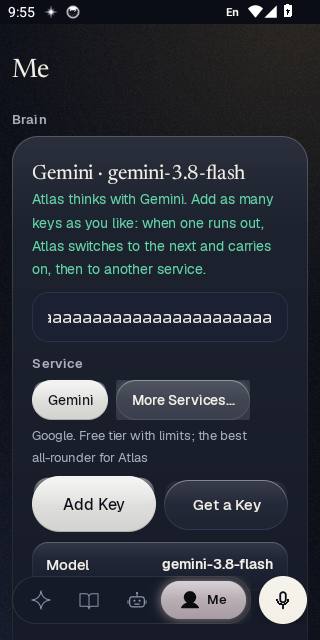 9:55
En
Me
Brain
Gemini · gemini-3.8-flash
Atlas thinks with Gemini. Add as many
keys as you like: when one runs out,
Atlas switches to the next and carries
on, then to another service.
aaaaaaaaaaaaaaaaaaaaaaa
Service
Gemini
More Services...
Google. Free tier with limits; the best
all-rounder for Atlas
Add Key
Get a Key
Model
gemini-3.8-flash
Me